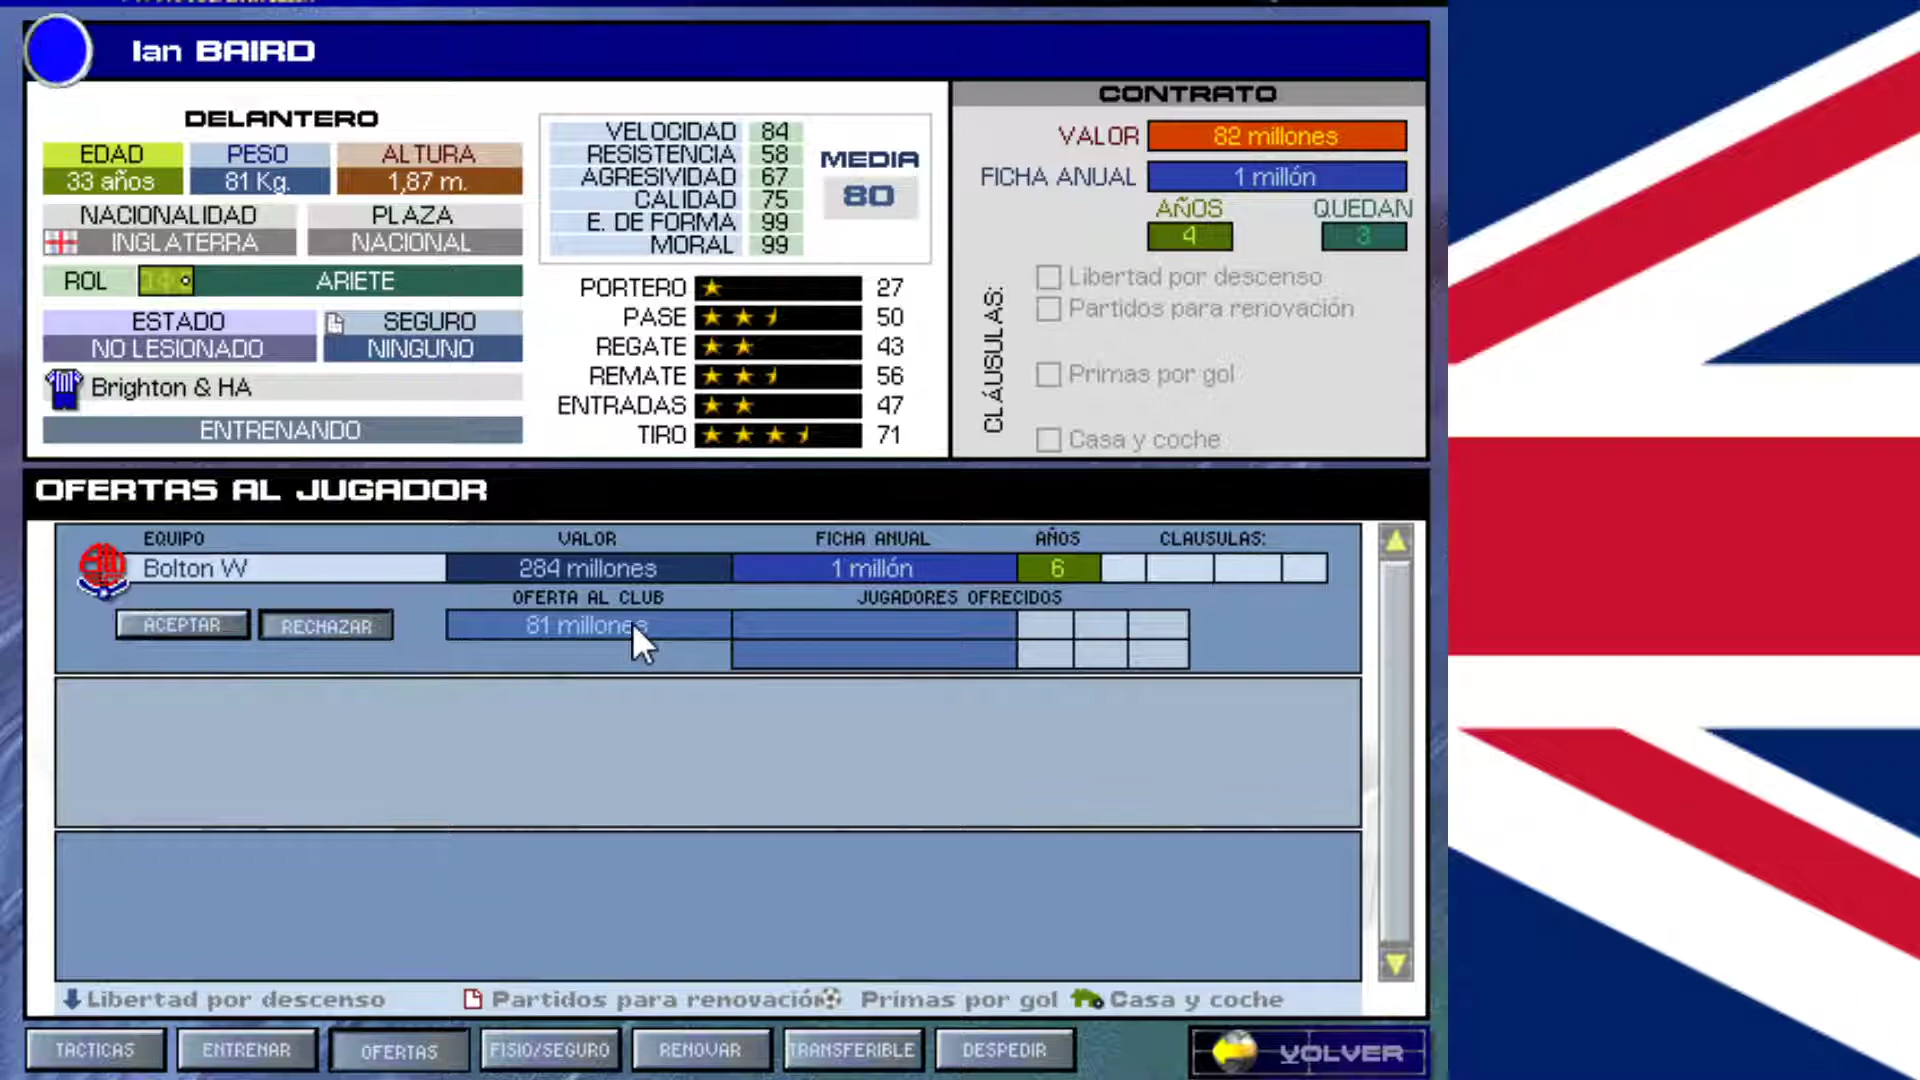 Ian BAIRD
DELANTERO
EDAD PESO ALTURA
33 años 81 Kg. 1,87 m.
NACIONALIDAD PLAZA
INGLATERRA NACIONAL
ROL ARIETE
ESTADO SEGURO
NO LESIONADO NINGUNO
Brighton & HA
ENTRENANDO
VELOCIDAD 84
RESISTENCIA 58
AGRESIVIDAD 67
CALIDAD 75
E. DE FORMA 99
MORAL 99
MEDIA
80
PORTERO 27
PASE 50
REGATE 43
REMATE 56
ENTRADAS 47
TIRO 71
CONTRATO
VALOR 82 millones
FICHA ANUAL 1 millón
AÑOS QUEDAN
4 3
CLÁUSULAS:
Libertad por descenso
Partidos para renovación
Primas por gol
Casa y coche
OFERTAS AL JUGADOR
EQUIPO VALOR FICHA ANUAL AÑOS CLAUSULAS:
Bolton W 284 millones 1 millón 6
OFERTA AL CLUB JUGADORES OFRECIDOS
ACEPTAR RECHAZAR 81 millones
Libertad por descenso Partidos para renovación Primas por gol Casa y coche
TACTICAS ENTRENAR OFERTAS FISIO/SEGURO RENOVAR TRANSFERIBLE DESPEDIR VOLVER